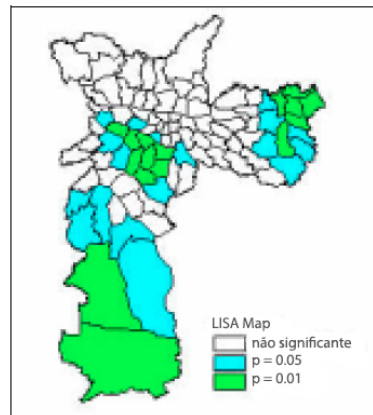 LISA Map
não significante
p = 0.05
p = 0.01